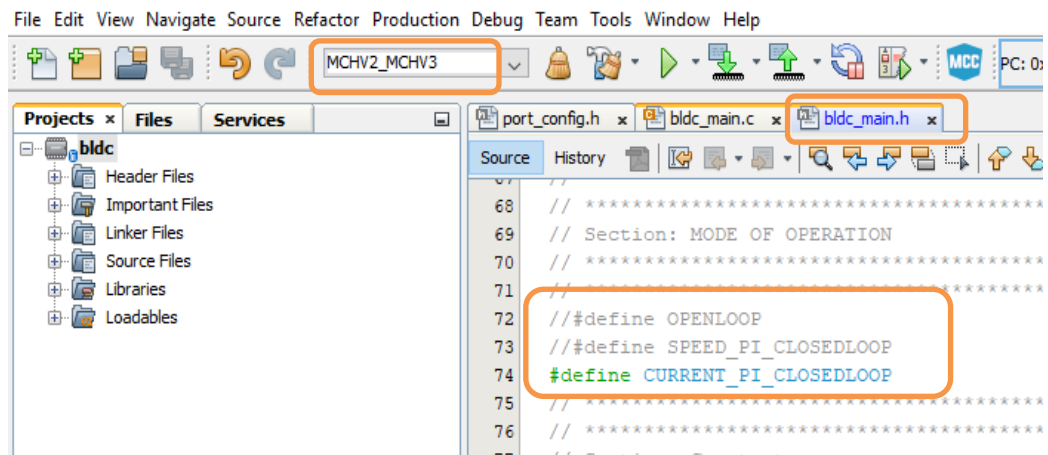 File Edit View Navigate Source Refactor Production Debug Team Tools Window Help
MCHV2_MCHV3 MCC PC: 0x
Projects x Files Services
port_config.h x bldc_main.c x bldc_main.h x
bldc
Header Files
Important Files
Linker Files
Source Files
Libraries
Loadables
Source History
67 //
68 // ******************************************
69 // Section: MODE OF OPERATION
70 // ******************************************
71 // ******************************************
72 //#define OPENLOOP
73 //#define SPEED_PI_CLOSEDLOOP
74 #define CURRENT_PI_CLOSEDLOOP
75 // ******************************************
76 // ******************************************